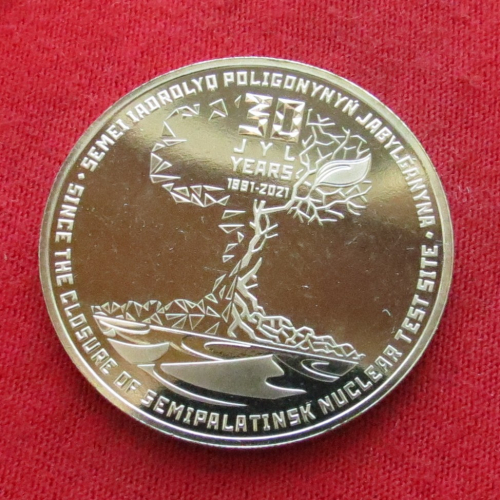 SEMEI IADROLYQ POLIGONYNYŃ JABYLǴANYNA
30
JYL
YEARS
1991-2021
SINCE THE CLOSURE OF SEMIPALATINSK NUCLEAR TEST SITE